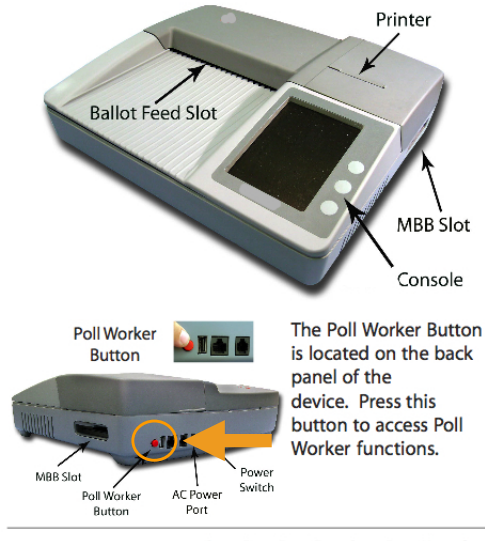 Printer
Ballot Feed Slot
MBB Slot
Console
Poll Worker
Button
The Poll Worker Button
is located on the back
panel of the
device.  Press this
button to access Poll
Worker functions.
MBB Slot
Poll Worker
Button
AC Power
Port
Power
Switch